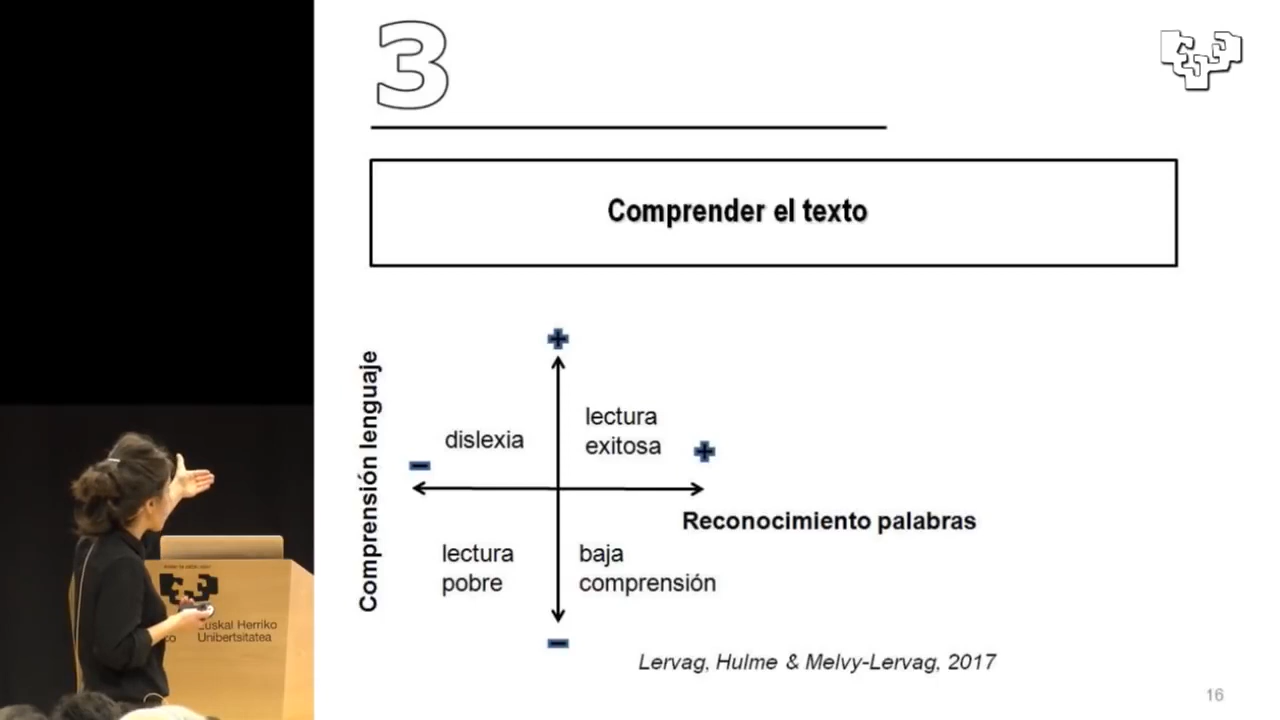 3
Comprender el texto
Comprensión lenguaje
dislexia
lectura
exitosa
Reconocimiento palabras
lectura
pobre
baja
comprensión
Lervag, Hulme & Melvy-Lervag, 2017
16
Euskal Herriko
Unibertsitatea
ko